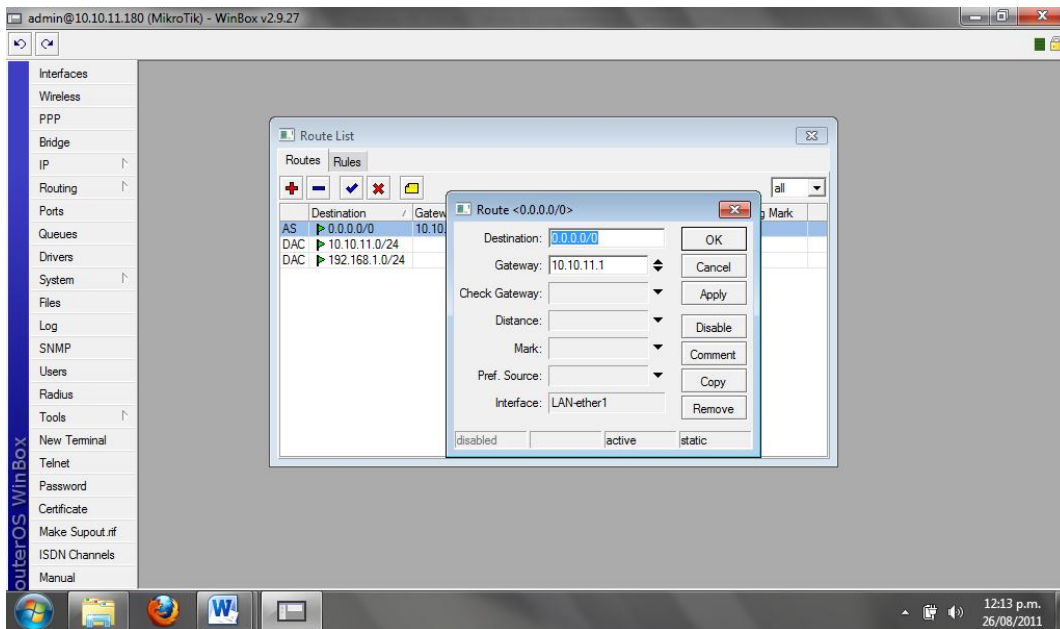 admin@10.10.11.180 (MikroTik) - WinBox v2.9.27
Interfaces
Wireless
PPP
Bridge
IP
Routing
Ports
Queues
Drivers
System
Files
Log
SNMP
Users
Radius
Tools
New Terminal
Telnet
Password
Certificate
Make Supout.rif
ISDN Channels
Manual
outerOS WinBox
Route List
Routes Rules
all
Destination / Gatew g Mark
AS 0.0.0.0/0 10.10.
DAC 10.10.11.0/24
DAC 192.168.1.0/24
Route <0.0.0.0/0>
Destination: 0.0.0.0/0
Gateway: 10.10.11.1
Check Gateway:
Distance:
Mark:
Pref. Source:
Interface: LAN-ether1
OK
Cancel
Apply
Disable
Comment
Copy
Remove
disabled active static
12:13 p.m.
26/08/2011